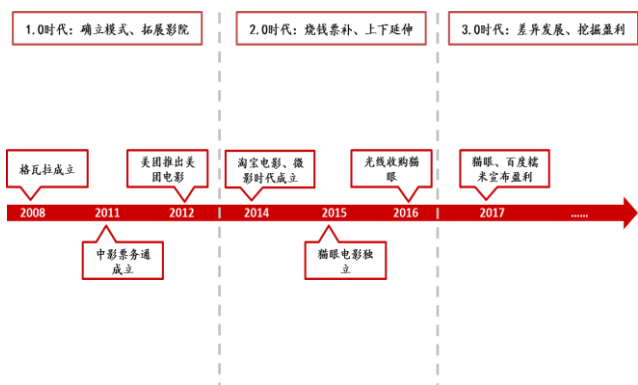 1.0时代：确立模式、拓展影院
2.0时代：烧钱票补、上下延伸
3.0时代：差异发展、挖掘盈利
格瓦拉成立
美团推出美
团电影
淘宝电影、微
影时代成立
光线收购猫
眼
猫眼、百度糯
米宣布盈利
2008
2011
2012
2014
2015
2016
2017
……
中影票务通
成立
猫眼电影独
立